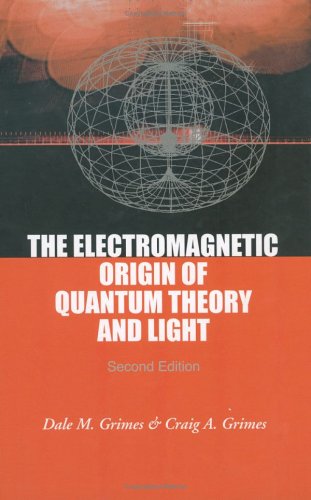 THE ELECTROMAGNETIC
ORIGIN OF
QUANTUM THEORY
AND LIGHT
Second Edition
Dale M. Grimes & Craig A. Grimes